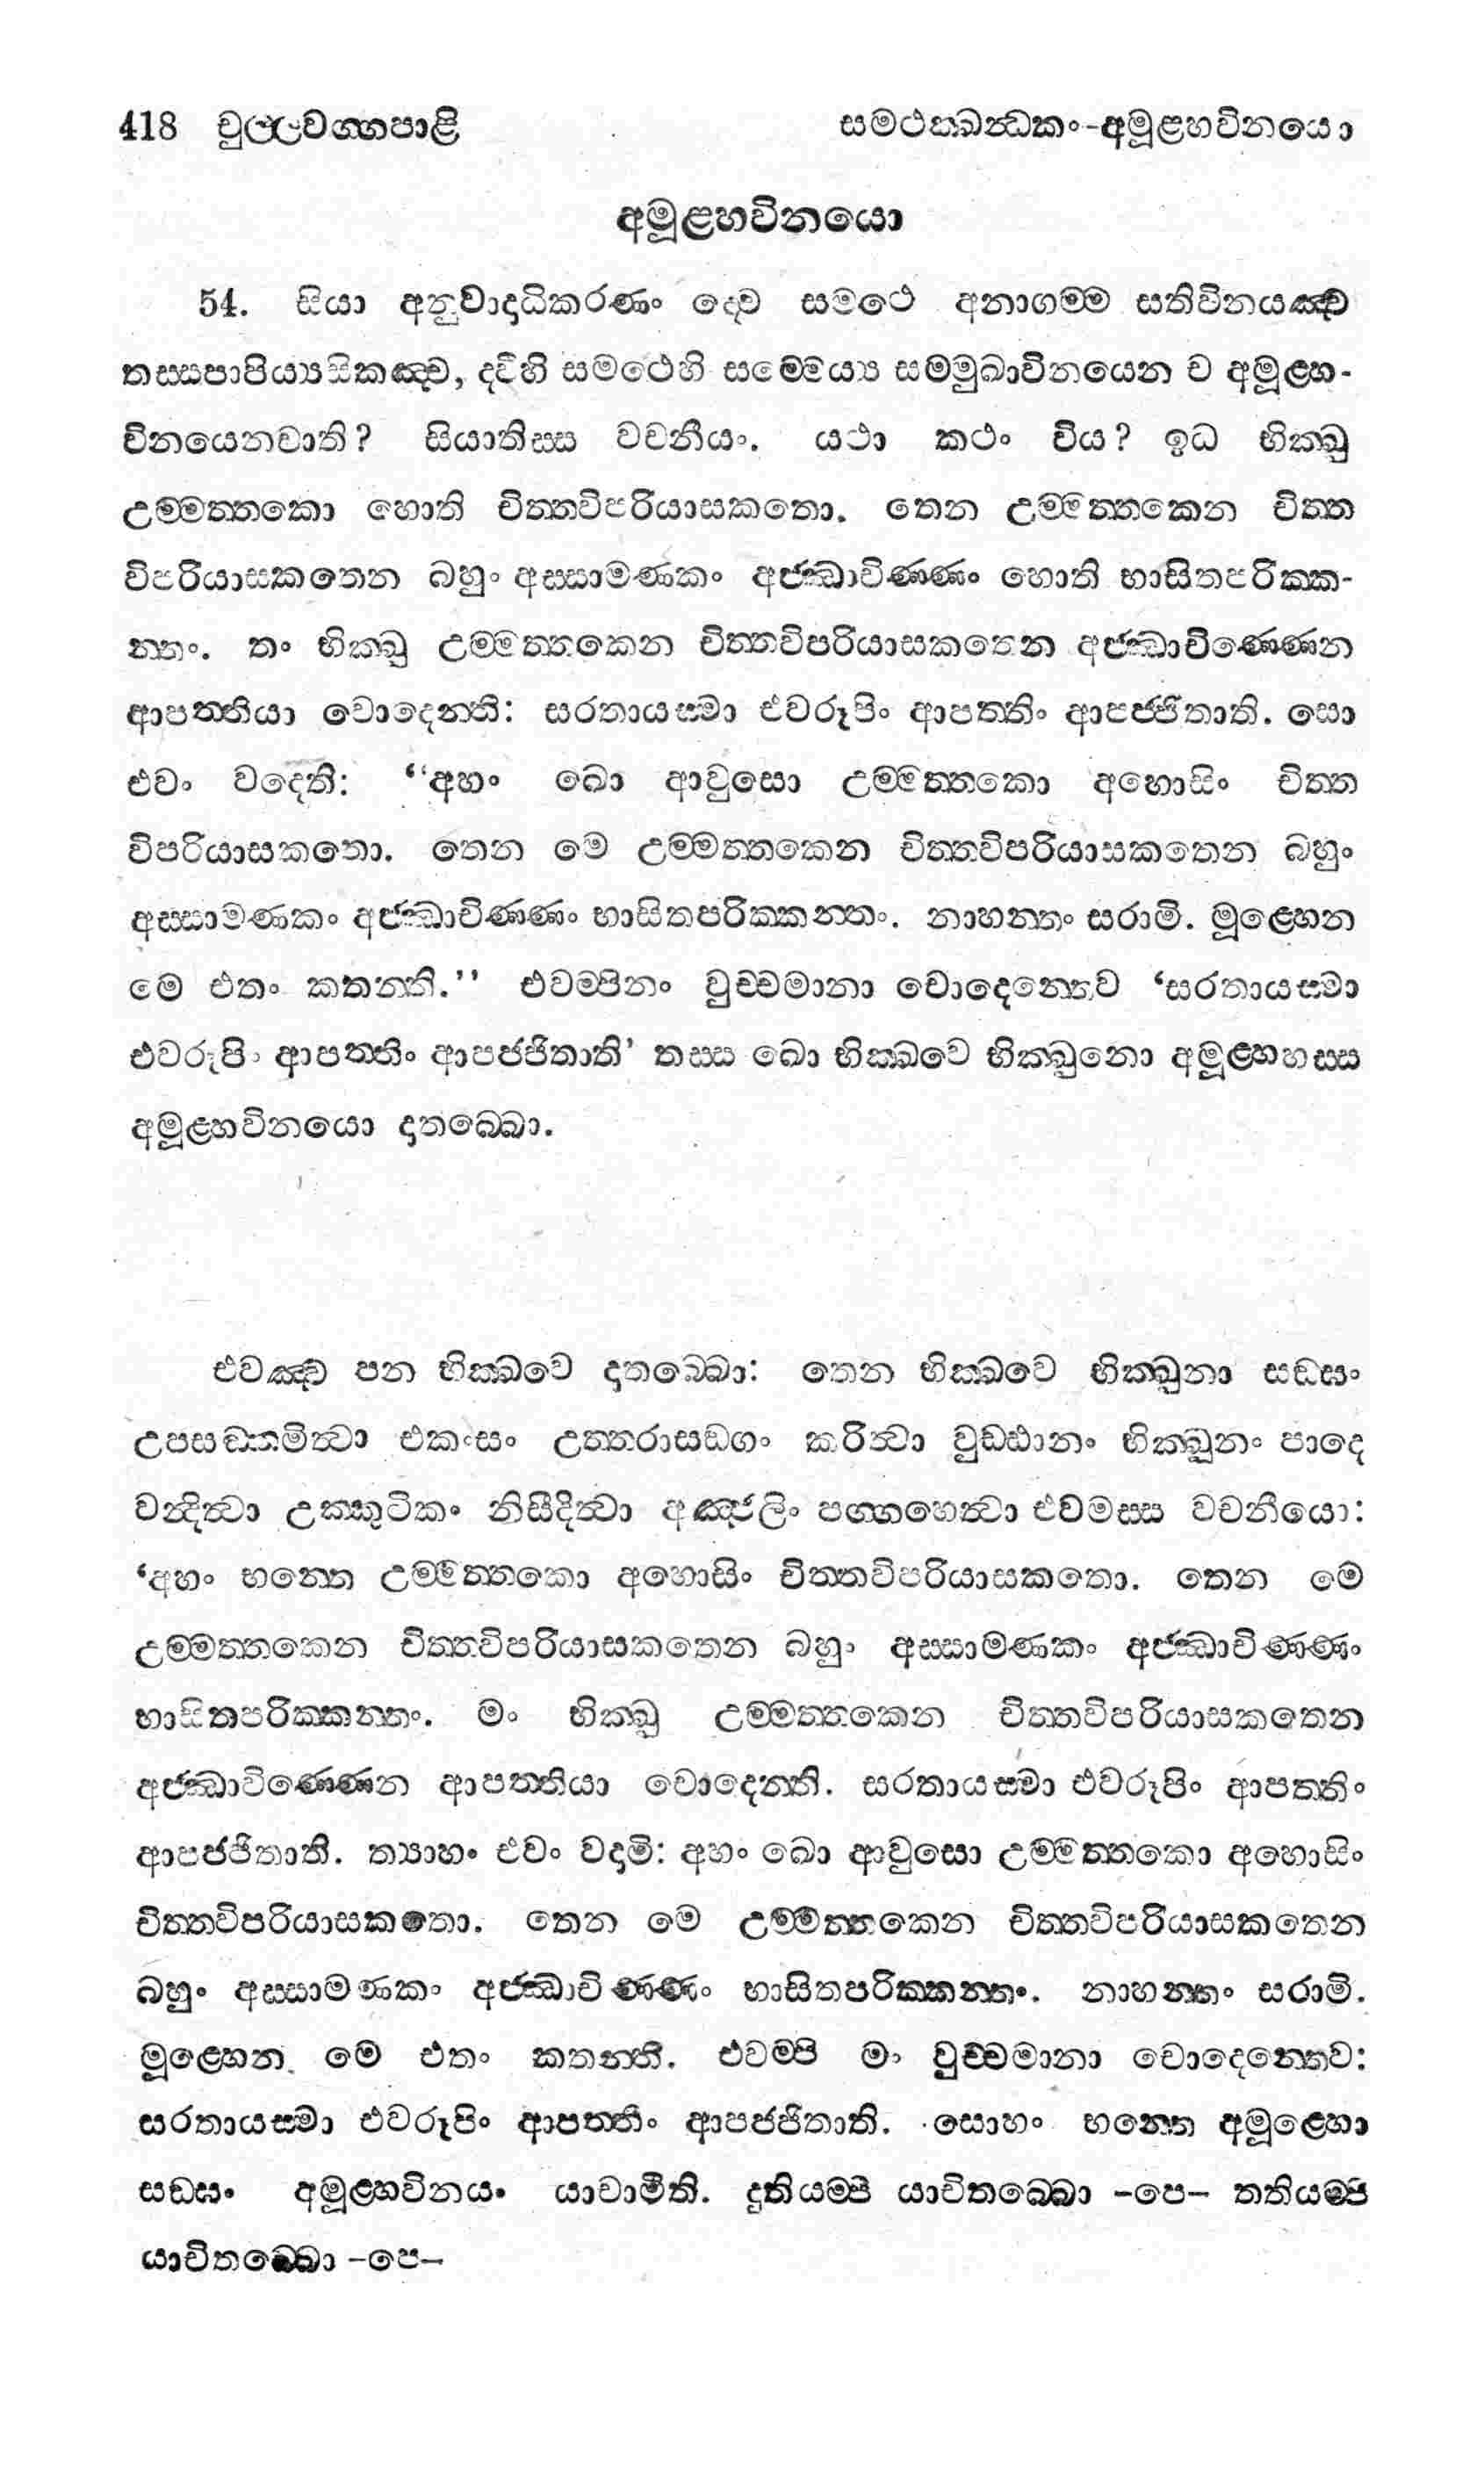 418 චුල්ලවග්ගපාළි සමථක්ඛන්ධකං-අමූළ්හවිනයො
අමූළ්හවිනයො
54. සියා අනුවාදාධිකරණං ද්වෙ සමථෙ අනාගම්ම සතිවිනයඤ්ච
තස්සපාපිය්‍යසිකඤ්ච, ද්වීහි සමථෙහි සම්මෙය්‍ය සම්මුඛාවිනයෙන ච අමූළ්හ-
විනයෙනචාති? සියාතිස්ස වචනීයං. යථා කථං විය? ඉධ භික්ඛු
උම්මත්තකො හොති චිත්තවිපරියාසකතො. තෙන උම්මත්තකෙන චිත්ත
විපරියාසකතෙන බහුං අස්සාමණකං අජ්ඣාචිණ්ණං හොති භාසිතපරික්ක-
න්තං. තං භික්ඛු උම්මත්තකෙන චිත්තවිපරියාසකතෙන අජ්ඣාචිණ්ණෙන
ආපත්තියා චොදෙන්ති: සරතායස්මා එවරූපිං ආපත්තිං ආපජ්ජිතාති. සො
එවං වදෙති: “අහං ඛො ආවුසො උම්මත්තකො අහොසිං චිත්ත
විපරියාසකතො. තෙන මෙ උම්මත්තකෙන චිත්තවිපරියාසකතෙන බහුං
අස්සාමණකං අජ්ඣාචිණ්ණං භාසිතපරික්කන්තං. නාහන්තං සරාමි. මූළ්හෙන
මෙ එතං කතන්ති.” එවම්පිනං වුච්චමානා චොදෙන්තෙව ‘සරතායස්මා
එවරූපිං ආපත්තිං ආපජ්ජිතාති’ තස්ස ඛො භික්ඛවෙ භික්ඛුනො අමූළ්හහස්ස
අමූළ්හවිනයො දාතබ්බො.
එවඤ්ච පන භික්ඛවෙ දාතබ්බො: තෙන භික්ඛවෙ භික්ඛුනා සඞ්ඝං
උපසඞ්කමිත්වා එකංසං උත්තරාසඞ්ගං කරිත්වා වුඩ්ඪානං භික්ඛූනං පාදෙ
වන්දිත්වා උක්කුටිකං නිසීදිත්වා අඤ්ජලිං පග්ගහෙත්වා එවමස්ස වචනීයො:
‘අහං භන්තෙ උම්මත්තකො අහොසිං චිත්තවිපරියාසකතො. තෙන මෙ
උම්මත්තකෙන චිත්තවිපරියාසකතෙන බහුං අස්සාමණකං අජ්ඣාචිණ්ණං
භාසිතපරික්කන්තං. මං භික්ඛු උම්මත්තකෙන චිත්තවිපරියාසකතෙන
අජ්ඣාචිණ්ණෙන ආපත්තියා චොදෙන්ති. සරතායස්මා එවරූපිං ආපත්තිං
ආපජ්ජිතාති. ත්‍යාහං එවං වදාමි: අහං ඛො ආවුසො උම්මත්තකො අහොසිං
චිත්තවිපරියාසකතො. තෙන මෙ උම්මත්තකෙන චිත්තවිපරියාසකතෙන
බහුං අස්සාමණකං අජ්ඣාචිණ්ණං භාසිතපරික්කන්තං. නාහන්තං සරාමි.
මූළ්හෙන මෙ එතං කතන්ති. එවම්පි මං වුච්චමානා චොදෙන්තෙව:
සරතායස්මා එවරූපිං ආපත්තිං ආපජ්ජිතාති. සොහං භන්තෙ අමූළ්හො
සඞ්ඝං අමූළ්හවිනයං යාචාමීති. දුතියම්පි යාචිතබ්බො -පෙ- තතියම්පි
යාචිතබ්බො -පෙ-